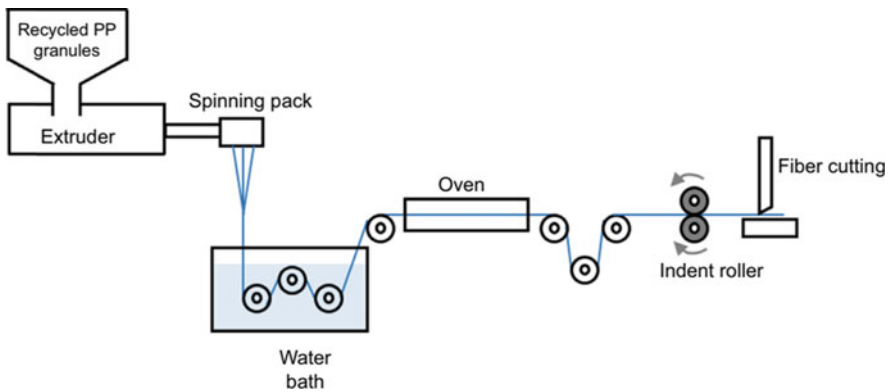 Recycled PP
granules
Extruder
Spinning pack
Water
bath
Oven
Indent roller
Fiber cutting